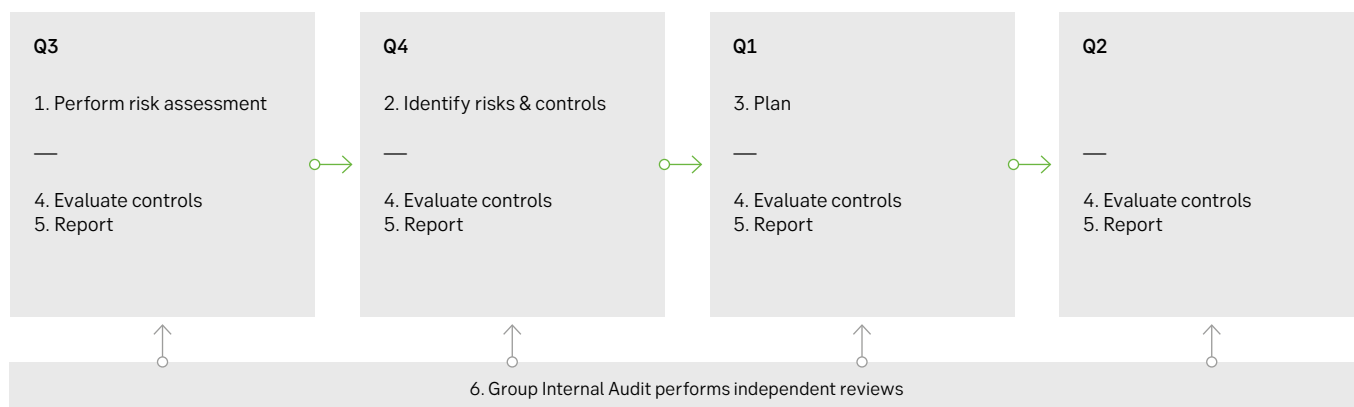 Q3
1. Perform risk assessment
—
4. Evaluate controls
5. Report
Q4
2. Identify risks & controls
—
4. Evaluate controls
5. Report
Q1
3. Plan
—
4. Evaluate controls
5. Report
Q2
—
4. Evaluate controls
5. Report
6. Group Internal Audit performs independent reviews